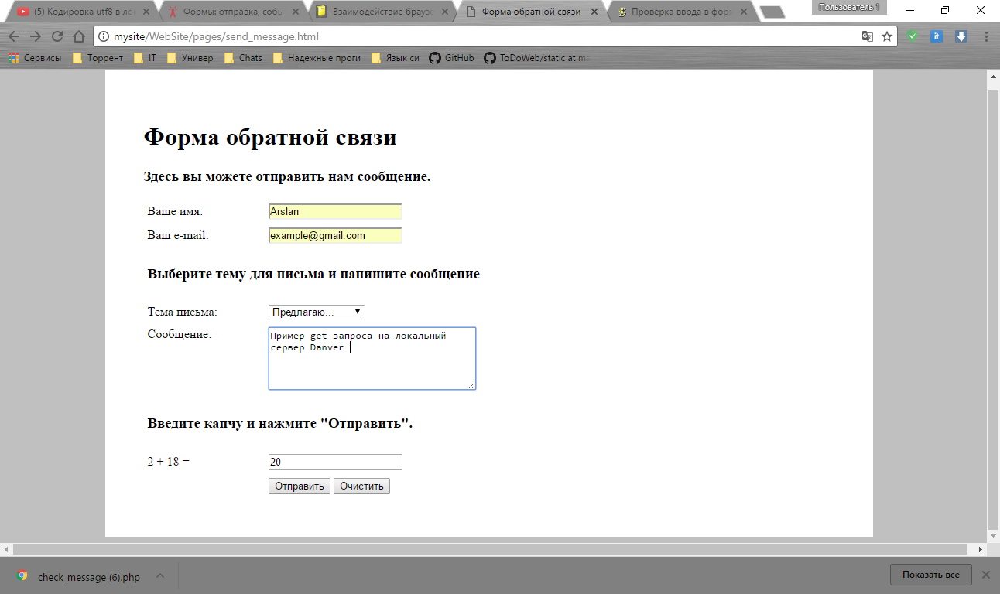 (5) Кодировка utf8 в ло
Формы: отправка, собы
Взаимодействие браузе
Форма обратной связи
Проверка ввода в форм
Пользователь 1
mysite/WebSite/pages/send_message.html
Сервисы
Торрент
IT
Универ
Chats
Надежные проги
Язык си
GitHub
ToDoWeb/static at ma
Форма обратной связи
Здесь вы можете отправить нам сообщение.
Ваше имя: Arslan
Ваш e-mail: example@gmail.com
Выберите тему для письма и напишите сообщение
Тема письма: Предлагаю...
Сообщение: Пример get запроса на локальный
сервер Danver
Введите капчу и нажмите "Отправить".
2 + 18 = 20
Отправить Очистить
check_message (6).php
Показать все